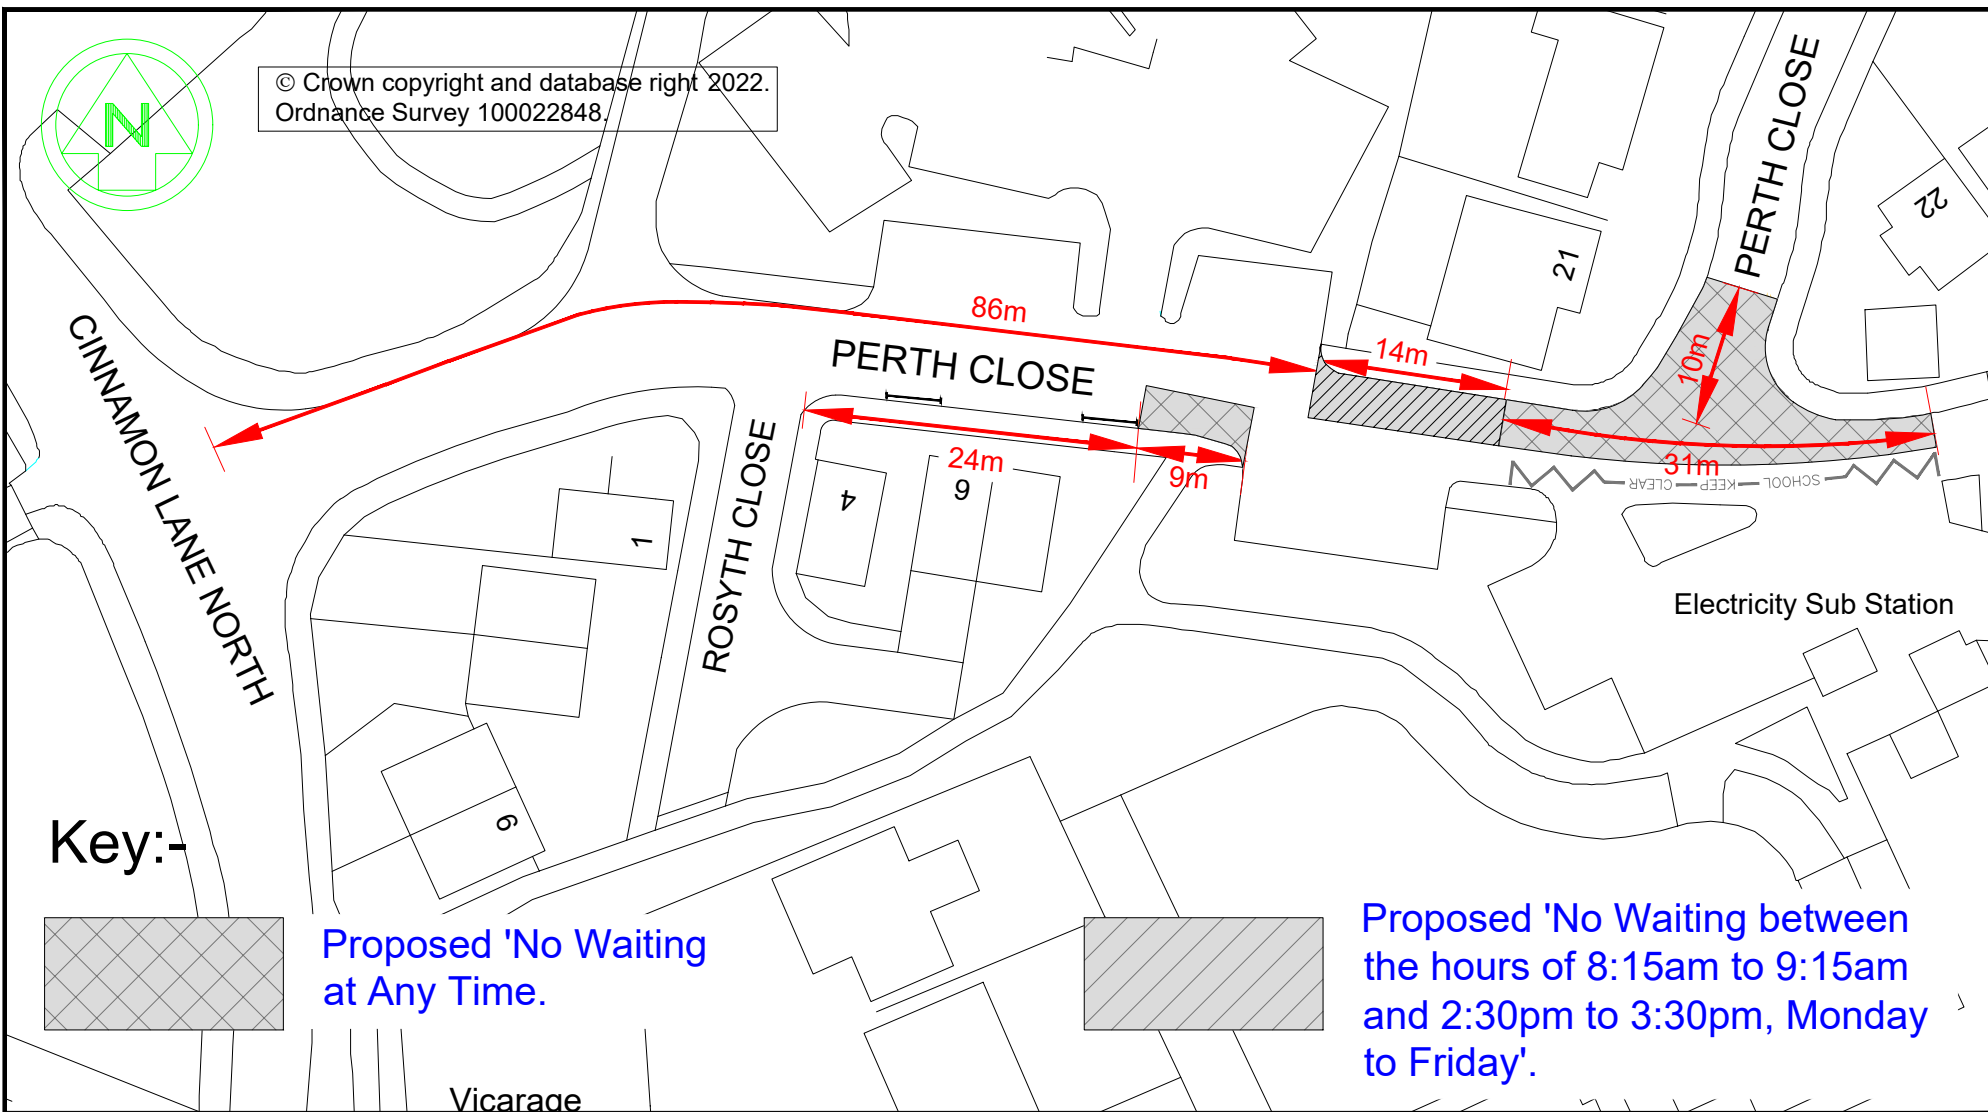 © Crown copyright and database right 2022.
Ordnance Survey 100022848.
N
PERTH CLOSE
22
21
86m
14m
10m
PERTH CLOSE
CINNAMON LANE NORTH
ROSYTH CLOSE
24m
9m
31m
SCHOOL KEEP CLEAR
4
9
1
6
Electricity Sub Station
Key:-
Proposed 'No Waiting
at Any Time.
Proposed 'No Waiting between
the hours of 8:15am to 9:15am
and 2:30pm to 3:30pm, Monday
to Friday'.
Vicarage